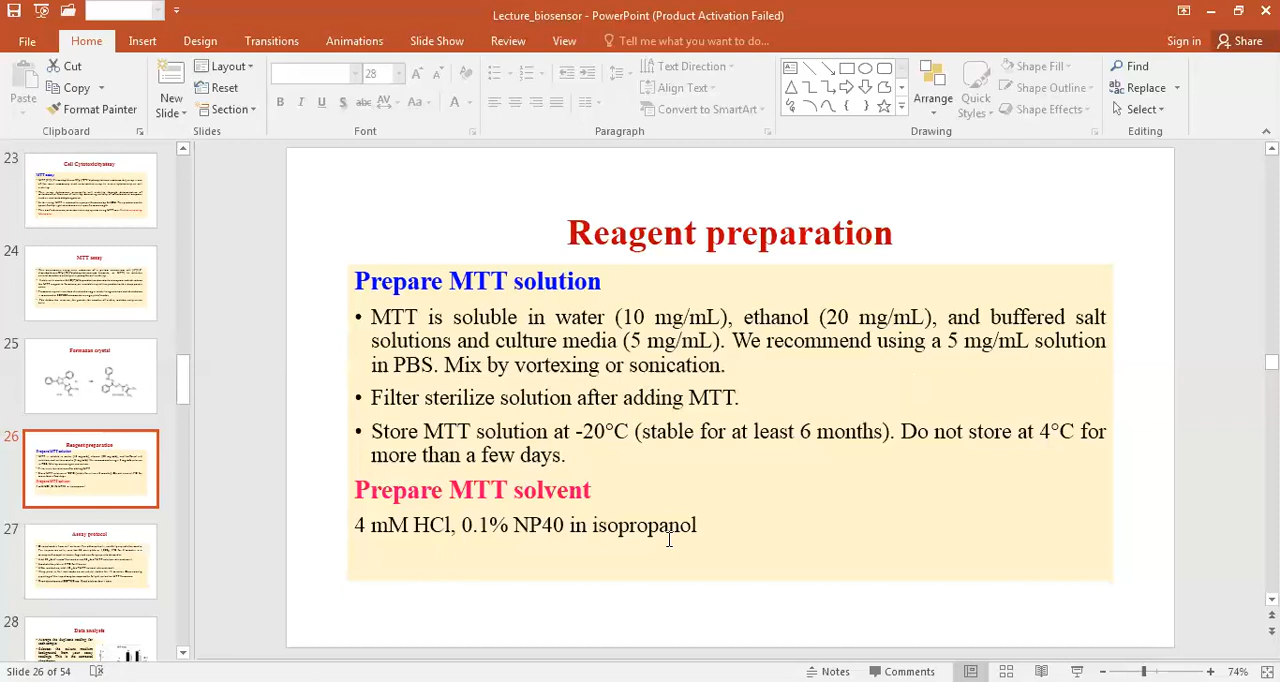 Lecture_biosensor - PowerPoint (Product Activation Failed)
File Home Insert Design Transitions Animations Slide Show Review View Tell me what you want to do... Sign in Share
Paste
Cut
Copy
Format Painter
Clipboard
New Slide
Layout
Reset
Section
Slides
28
B I U S abc AV Aa A
Font
Text Direction
Align Text
Convert to SmartArt
Paragraph
Arrange
Quick Styles
Shape Fill
Shape Outline
Shape Effects
Drawing
Find
Replace
Select
Editing
23
24
MTT assay
25
Formazan crystal
26
Reagent preparation
27
Assay protocol
28
Data analysis
Reagent preparation
Prepare MTT solution
• MTT is soluble in water (10 mg/mL), ethanol (20 mg/mL), and buffered salt
solutions and culture media (5 mg/mL). We recommend using a 5 mg/mL solution
in PBS. Mix by vortexing or sonication.
• Filter sterilize solution after adding MTT.
• Store MTT solution at -20°C (stable for at least 6 months). Do not store at 4°C for
more than a few days.
Prepare MTT solvent
4 mM HCl, 0.1% NP40 in isopropanol
Slide 26 of 54 Notes Comments 74%